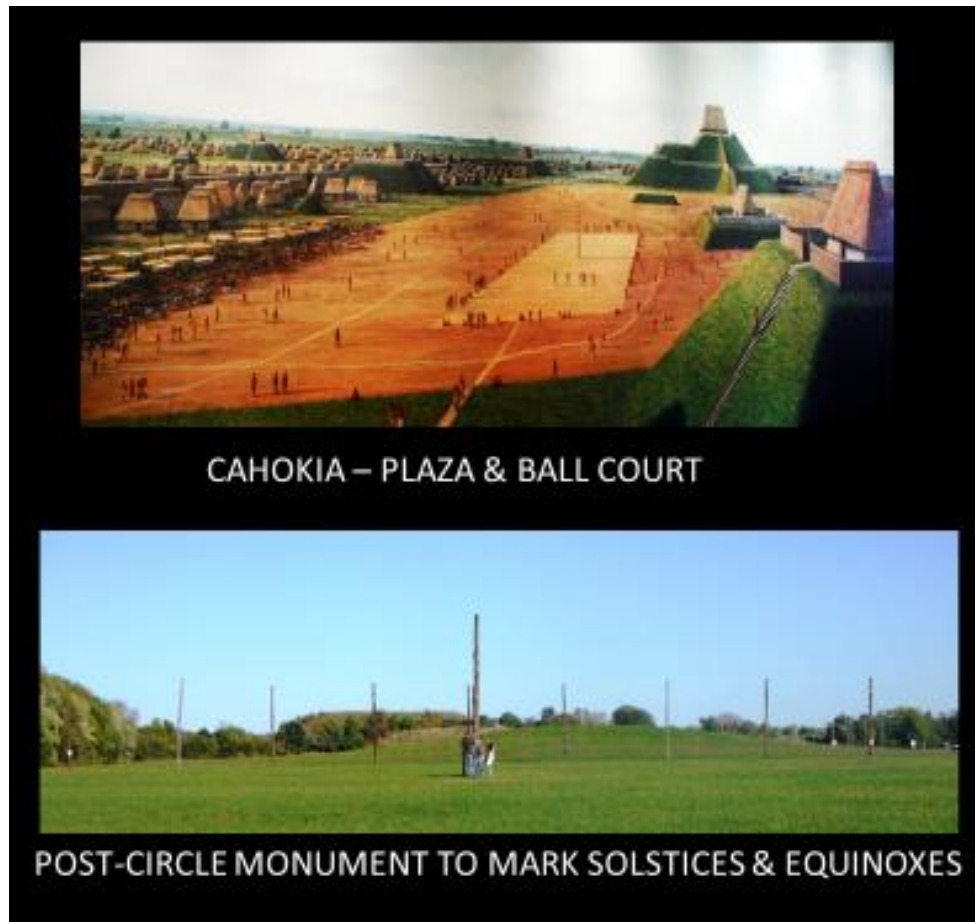 CAHOKIA – PLAZA & BALL COURT
POST-CIRCLE MONUMENT TO MARK SOLSTICES & EQUINOXES